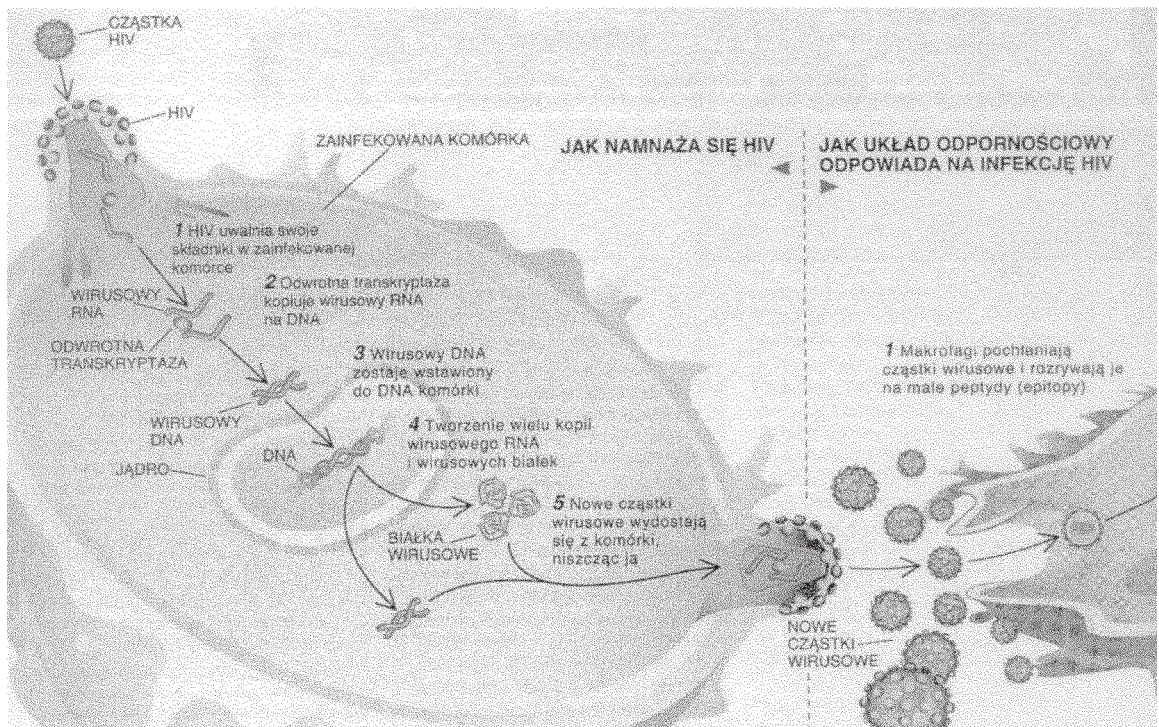 CZĄSTKA
HIV
HIV
ZAINFEKOWANA KOMÓRKA
JAK NAMNAŻA SIĘ HIV
JAK UKŁAD ODPORNOŚCIOWY
ODPOWIADA NA INFEKCJĘ HIV
1 HIV uwalnia swoje
składniki w zainfekowanej
komórce
WIRUSOWY
RNA
2 Odwrotna transkryptaza
kopiuje wirusowy RNA
na DNA
ODWROTNA
TRANSKRYPTAZA
3 Wirusowy DNA
zostaje wstawiony
do DNA komórki
WIRUSOWY
DNA
4 Tworzenie wielu kopii
wirusowego RNA
i wirusowych białek
JĄDRO
DNA
BIAŁKA
WIRUSOWE
5 Nowe cząstki
wirusowe wydostają
się z komórki,
niszcząc ją
1 Makrofagi pochłaniają
cząstki wirusowe i rozrywają je
na małe peptydy (epitopy)
NOWE
CZĄSTKI
WIRUSOWE